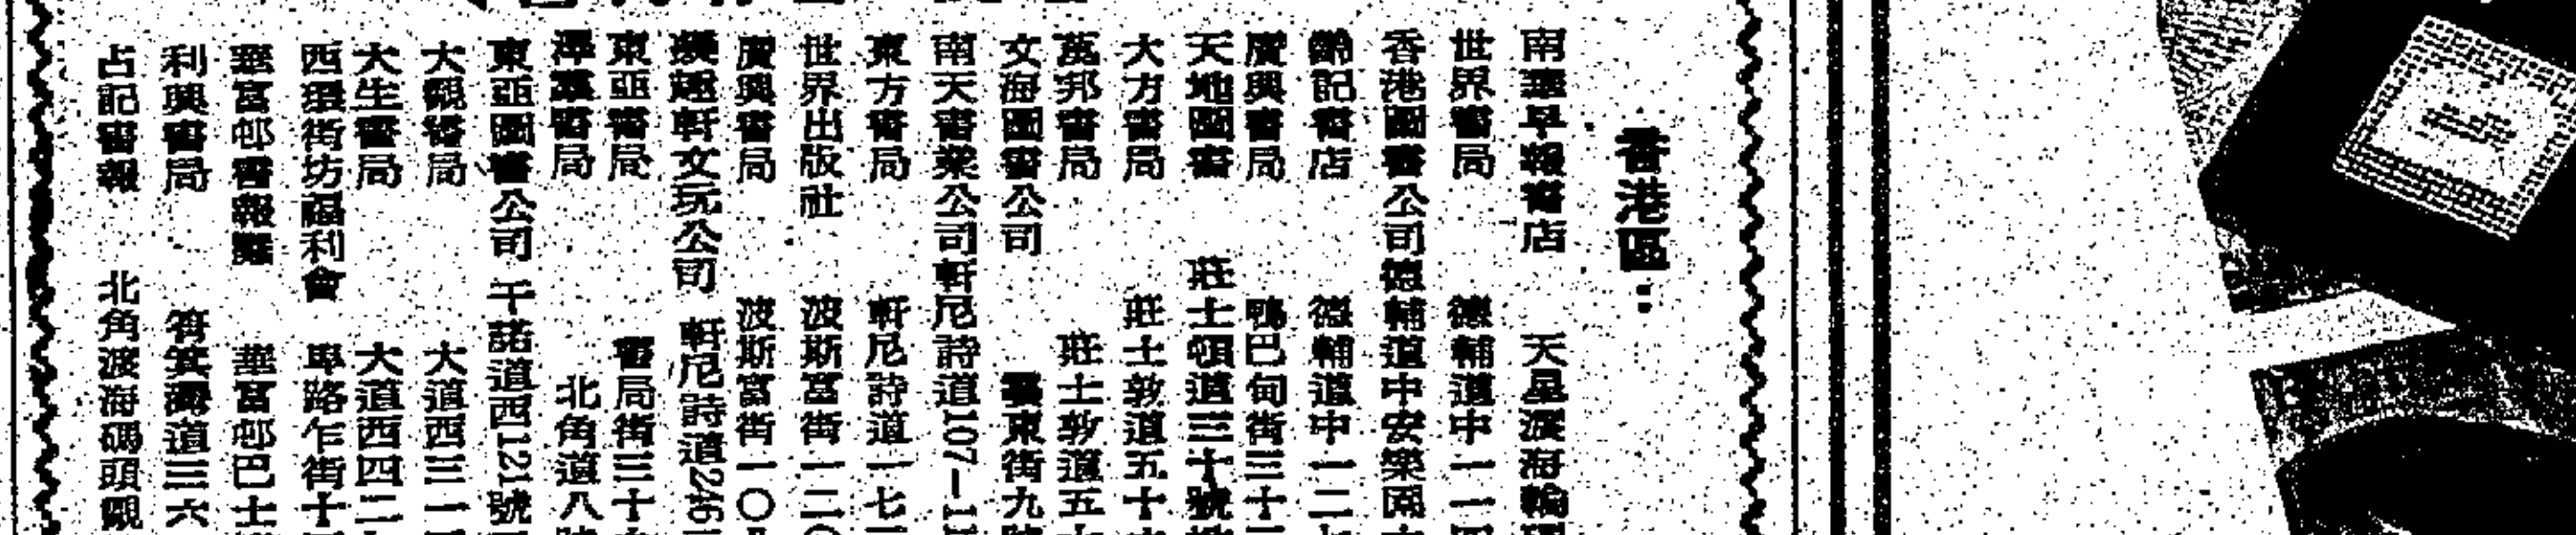 香港區：
南華早報書店 天星渡海輪
世界書局 德輔道中一一
香港圖書公司德輔道中安樂園
齡記書店 德輔道中一二
廣興書局 鴨巴甸街三十
天地圖書 莊士頓道三十號
大方書局 莊士敦道五十
萬邦書局 莊士敦道五
文海圖書公司 東街九號
南天書業公司軒尼詩道107—1
東方書局 軒尼詩道一七
世界出版社 波斯富街一二〇
廣興書局 波斯富街一〇
趣軒文玩公司 軒尼詩道246
東亞書局 書局街三十
書局 北角道八號
東亞圖書公司 干諾道西121號
大觀書局 大道西三一
大生書局 大道西四二
西環街坊福利會 卑路乍街十
華富邨書報 華富邨巴士
利興書局 筲箕灣道三六
占記書報 北角渡海碼頭